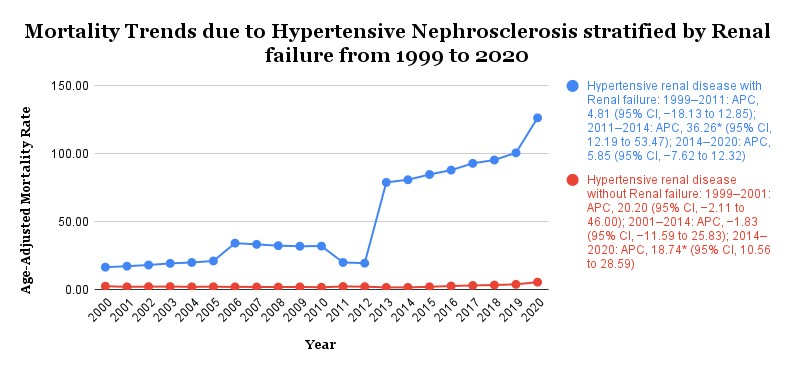 Mortality Trends due to Hypertensive Nephrosclerosis stratified by Renal
failure from 1999 to 2020
150.00
100.00
50.00
0.00
Age-Adjusted Mortality Rate
2000
2001
2002
2003
2004
2005
2006
2007
2008
2009
2010
2011
2012
2013
2014
2015
2016
2017
2018
2019
2020
Year
Hypertensive renal disease with
Renal failure: 1999–2011: APC,
4.81 (95% CI, −18.13 to 12.85);
2011–2014: APC, 36.26* (95% CI,
12.19 to 53.47); 2014–2020: APC,
5.85 (95% CI, −7.62 to 12.32)
Hypertensive renal disease
without Renal failure: 1999–2001:
APC, 20.20 (95% CI, −2.11 to
46.00); 2001–2014: APC, −1.83
(95% CI, −11.59 to 25.83); 2014–
2020: APC, 18.74* (95% CI, 10.56
to 28.59)